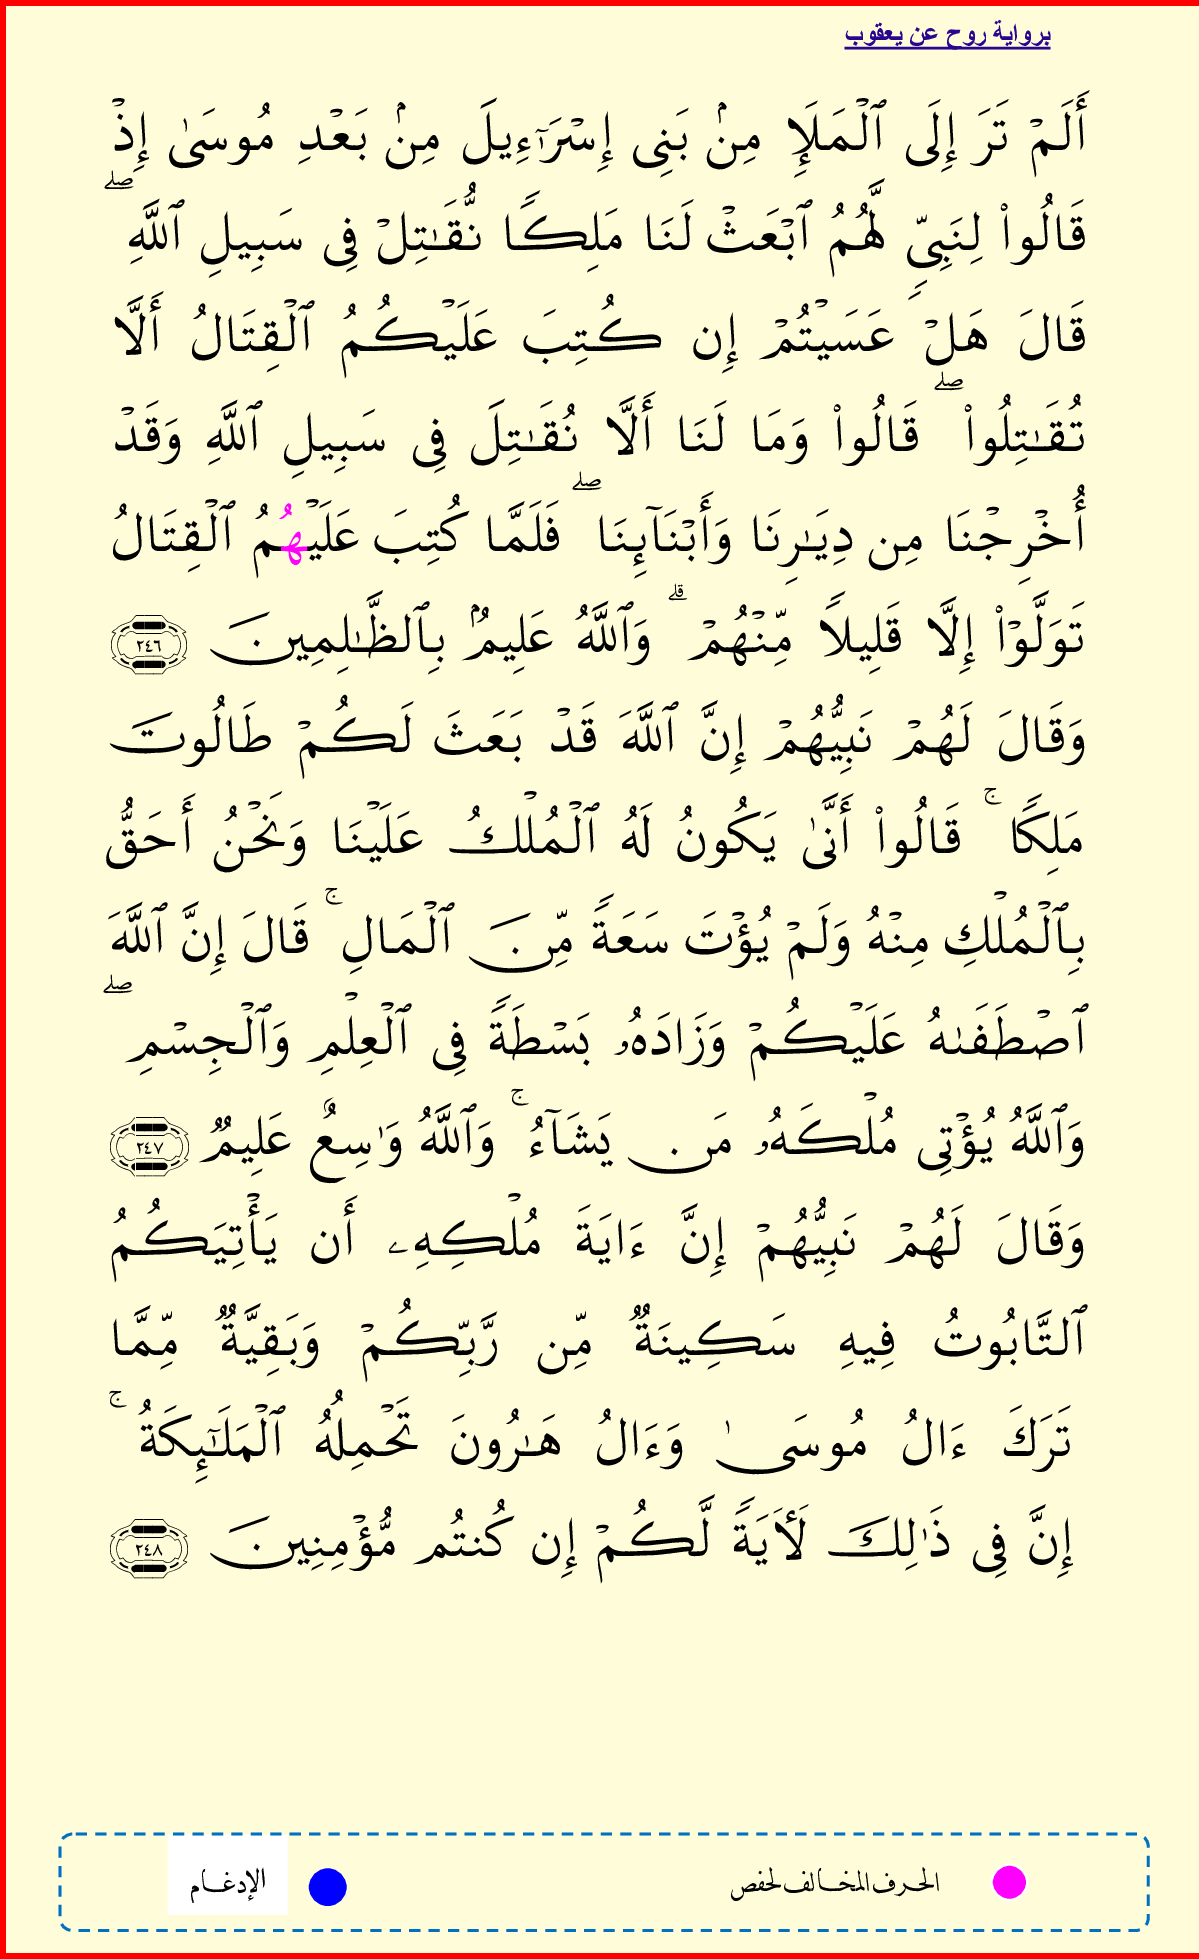 برواية روح عن يعقوب
أَلَمۡ تَرَ إِلَى ٱلۡمَلَإِ مِنۢ بَنِىٓ إِسۡرَٰٓءِيلَ مِنۢ بَعۡدِ مُوسَىٰ إِذۡ
قَالُوا۟ لِنَبِىࣲّ لَّهُمُ ٱبۡعَثۡ لَنَا مَلِكࣰا نُّقَـٰتِلۡ فِى سَبِيلِ ٱللَّهِ ۖ
قَالَ هَلۡ عَسَيۡتُمۡ إِن كُتِبَ عَلَيۡكُمُ ٱلۡقِتَالُ أَلَّا
تُقَـٰتِلُوا۟ ۖ قَالُوا۟ وَمَا لَنَا أَلَّا نُقَـٰتِلَ فِى سَبِيلِ ٱللَّهِ وَقَدۡ
أُخۡرِجۡنَا مِن دِيَـٰرِنَا وَأَبۡنَآئِنَا ۖ فَلَمَّا كُتِبَ عَلَيۡهُمُ ٱلۡقِتَالُ
تَوَلَّوۡا۟ إِلَّا قَلِيلࣰا مِّنۡهُمۡ ۗ وَٱللَّهُ عَلِيمُۢ بِٱلظَّـٰلِمِينَ ٢٤٦
وَقَالَ لَهُمۡ نَبِيُّهُمۡ إِنَّ ٱللَّهَ قَدۡ بَعَثَ لَكُمۡ طَالُوتَ
مَلِكࣰا ۚ قَالُوا۟ أَنَّىٰ يَكُونُ لَهُ ٱلۡمُلۡكُ عَلَيۡنَا وَنَحۡنُ أَحَقُّ
بِٱلۡمُلۡكِ مِنۡهُ وَلَمۡ يُؤۡتَ سَعَةࣰ مِّنَ ٱلۡمَالِ ۚ قَالَ إِنَّ ٱللَّهَ
ٱصۡطَفَىٰهُ عَلَيۡكُمۡ وَزَادَهُۥ بَسۡطَةࣰ فِى ٱلۡعِلۡمِ وَٱلۡجِسۡمِ ۖ
وَٱللَّهُ يُؤۡتِى مُلۡكَهُۥ مَن يَشَآءُ ۚ وَٱللَّهُ وَٰسِعٌ عَلِيمࣱ ٢٤٧
وَقَالَ لَهُمۡ نَبِيُّهُمۡ إِنَّ ءَايَةَ مُلۡكِهِۦ أَن يَأۡتِيَكُمُ
ٱلتَّابُوتُ فِيهِ سَكِينَةࣱ مِّن رَّبِّكُمۡ وَبَقِيَّةࣱ مِّمَّا
تَرَكَ ءَالُ مُوسَىٰ وَءَالُ هَـٰرُونَ تَحۡمِلُهُ ٱلۡمَلَـٰٓئِكَةُ ۚ
إِنَّ فِى ذَٰلِكَ لَأٓيَةࣰ لَّكُمۡ إِن كُنتُم مُّؤۡمِنِينَ ٢٤٨
الحرف المخالف لحفص
الإدغام